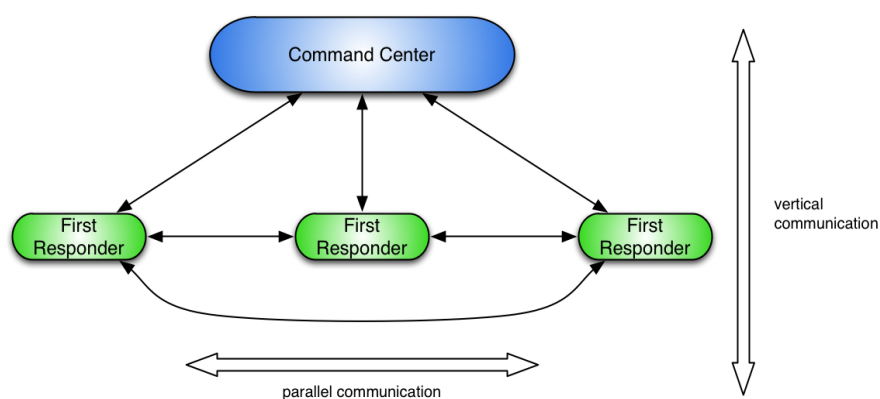 Command Center
First
Responder
First
Responder
First
Responder
vertical
communication
parallel communication